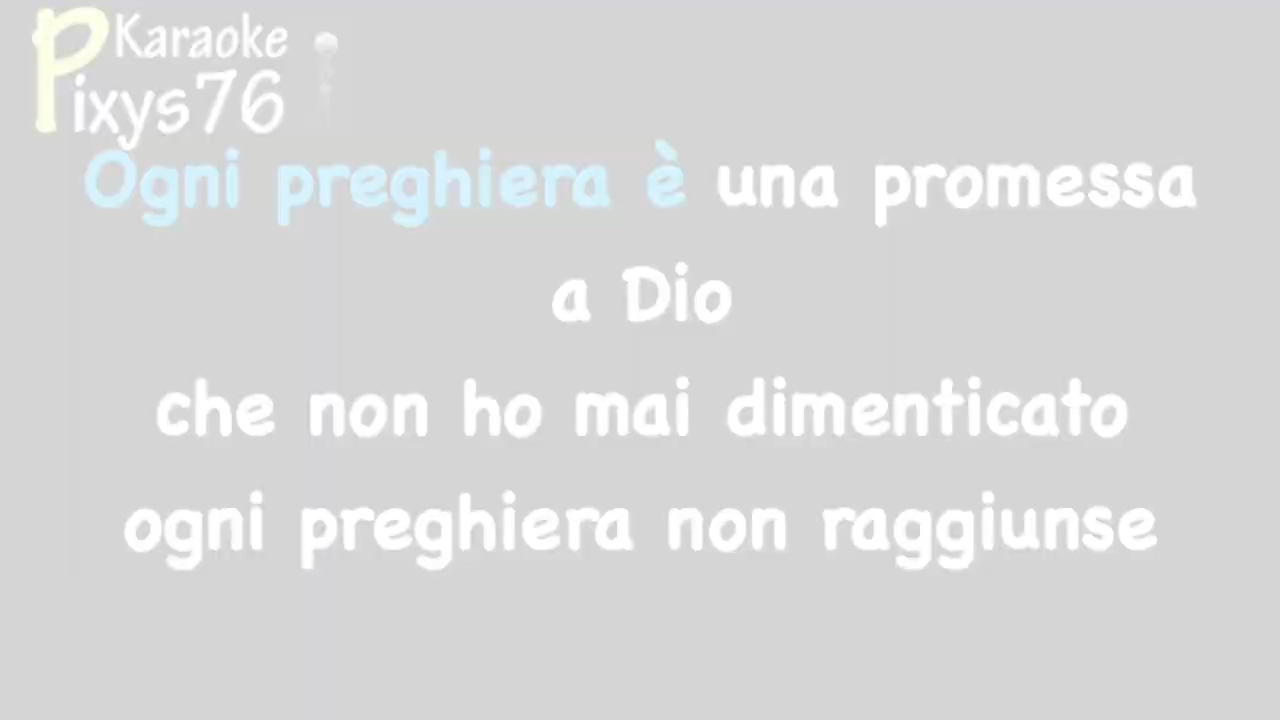 Karaoke
Pixys76
Ogni preghiera è una promessa
a Dio
che non ho mai dimenticato
ogni preghiera non raggiunse